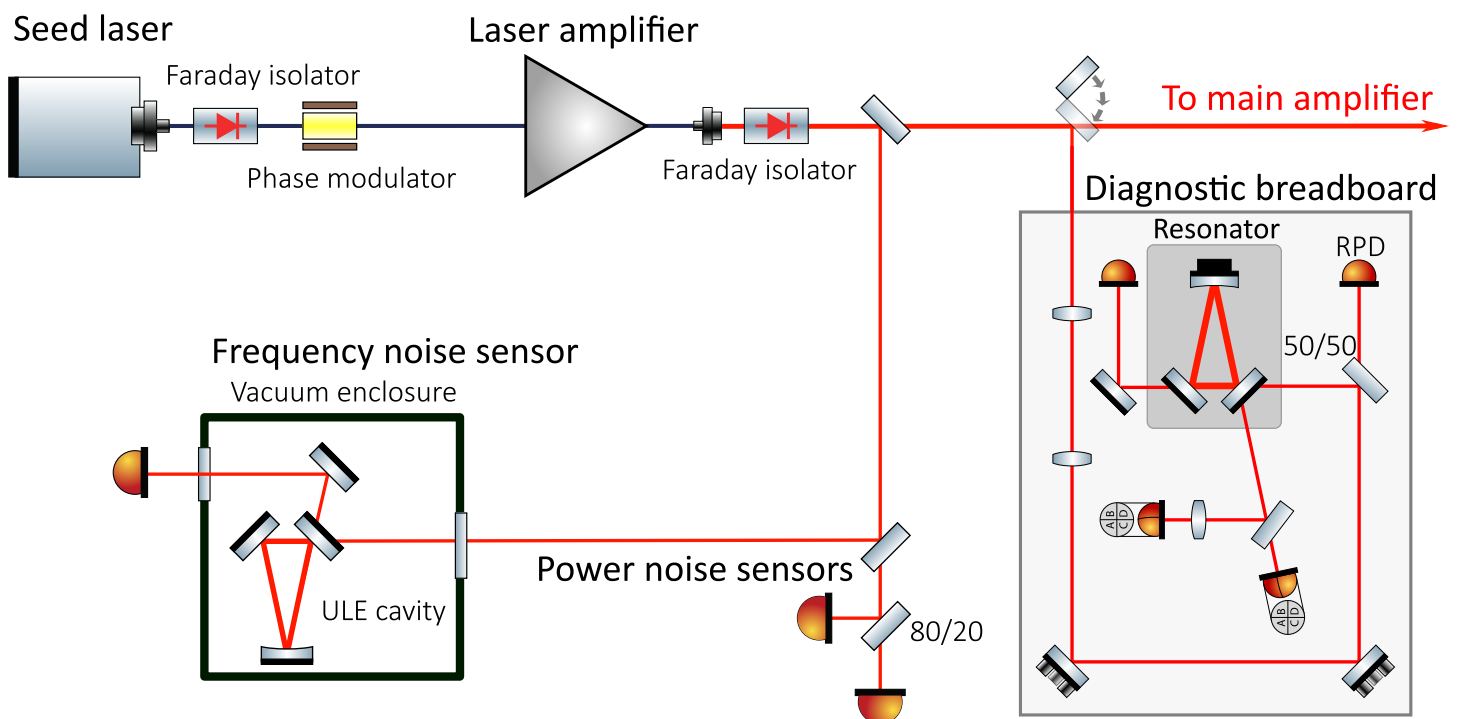 Seed laser
Laser amplifier
Faraday isolator
To main amplifier
Phase modulator
Faraday isolator
Diagnostic breadboard
Resonator
RPD
50/50
Frequency noise sensor
Vacuum enclosure
ULE cavity
Power noise sensors
80/20
A B
C D
A B
C D